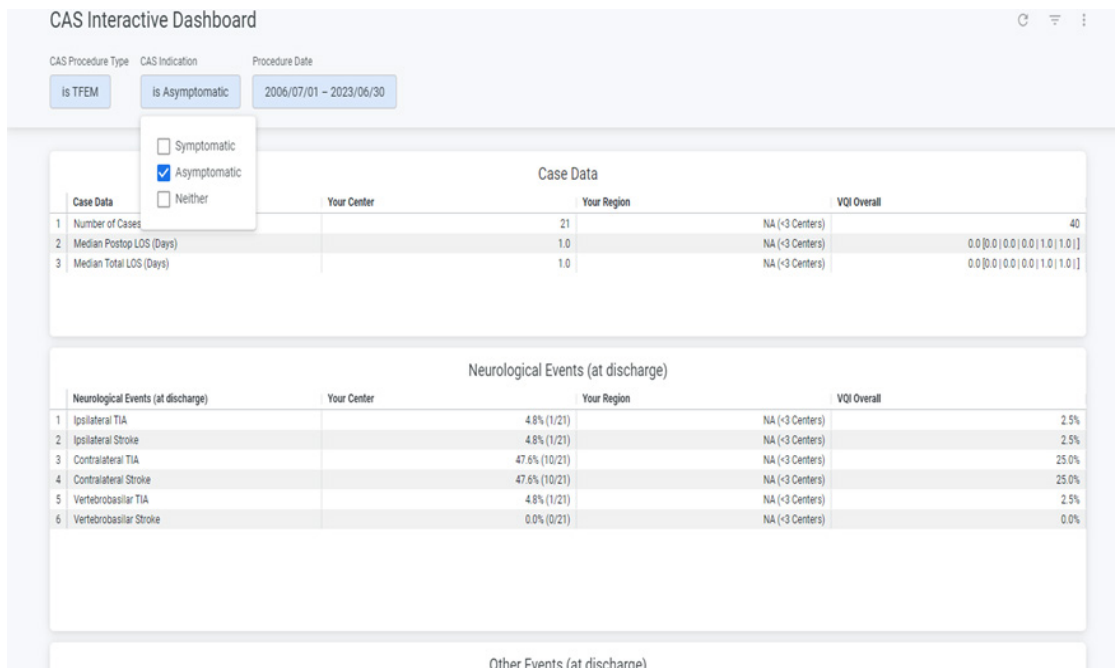 CAS Interactive Dashboard
CAS Procedure Type CAS Indication Procedure Date
is TFEM is Asymptomatic 2006/07/01 – 2023/06/30
Symptomatic
Asymptomatic
Neither
Case Data
Case Data Your Center Your Region VQI Overall
1 Number of Cases 21 NA (<3 Centers) 40
2 Median Postop LOS (Days) 1.0 NA (<3 Centers) 0.0 [0.0 | 0.0 | 0.0 | 1.0 | 1.0 | ]
3 Median Total LOS (Days) 1.0 NA (<3 Centers) 0.0 [0.0 | 0.0 | 0.0 | 1.0 | 1.0 | ]
Neurological Events (at discharge)
Neurological Events (at discharge) Your Center Your Region VQI Overall
1 Ipsilateral TIA 4.8% (1/21) NA (<3 Centers) 2.5%
2 Ipsilateral Stroke 4.8% (1/21) NA (<3 Centers) 2.5%
3 Contralateral TIA 47.6% (10/21) NA (<3 Centers) 25.0%
4 Contralateral Stroke 47.6% (10/21) NA (<3 Centers) 25.0%
5 Vertebrobasilar TIA 4.8% (1/21) NA (<3 Centers) 2.5%
6 Vertebrobasilar Stroke 0.0% (0/21) NA (<3 Centers) 0.0%
Other Events (at discharge)